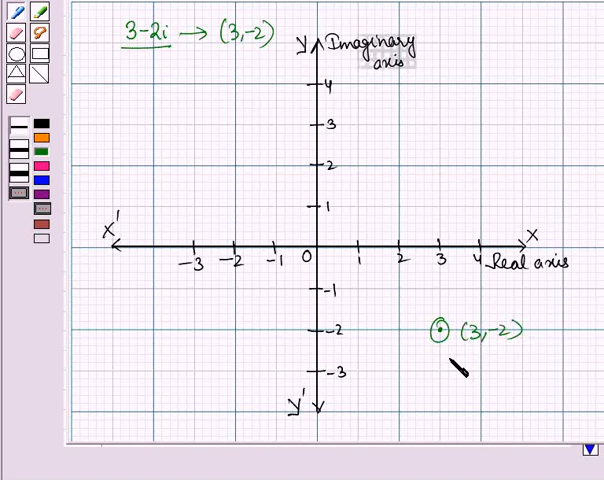 3-2i → (3,-2)
Y Imaginary
axis
4
3
2
1
X' X
-3 -2 -1 0 1 2 3 4 Real axis
-1
-2 (3,-2)
-3
Y'